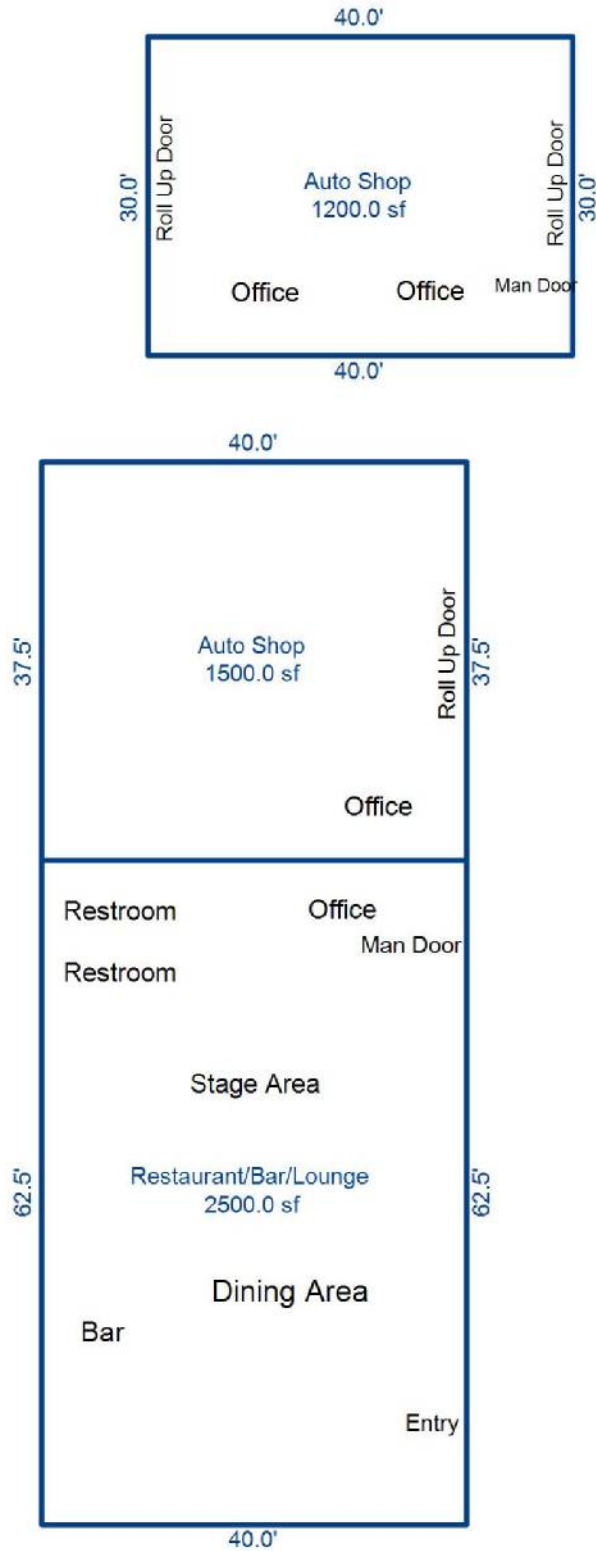 40.0'
Roll Up Door
Roll Up Door
30.0'
Auto Shop
30.0'
1200.0 sf
Office
Office
Man Door
40.0'
40.0'
37.5'
Auto Shop
1500.0 sf
Roll Up Door
37.5'
Office
Restroom
Office
Man Door
Restroom
Stage Area
62.5'
Restaurant/Bar/Lounge
2500.0 sf
62.5'
Dining Area
Bar
Entry
40.0'